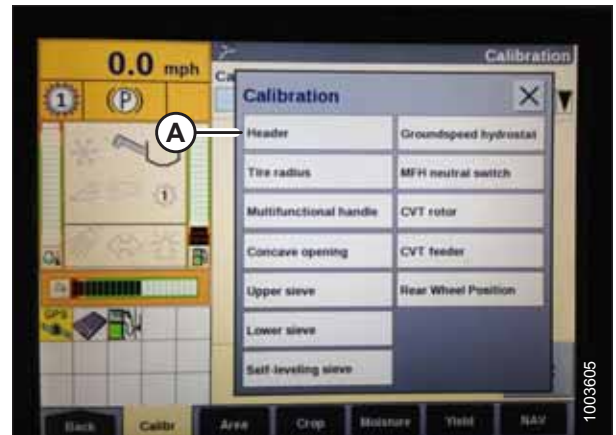 0.0 mph
Calibration
Ca
1
(P)
Calibration
A
Header
Groundspeed hydrostat
Tire radius
MFH neutral switch
1
Multifunctional handle
CVT rotor
Concave opening
CVT feeder
Upper sieve
Rear Wheel Position
Lower sieve
GPS
Self-leveling sieve
Back
Calibr
Area
Crop
Moisture
Yield
NAV
1003605